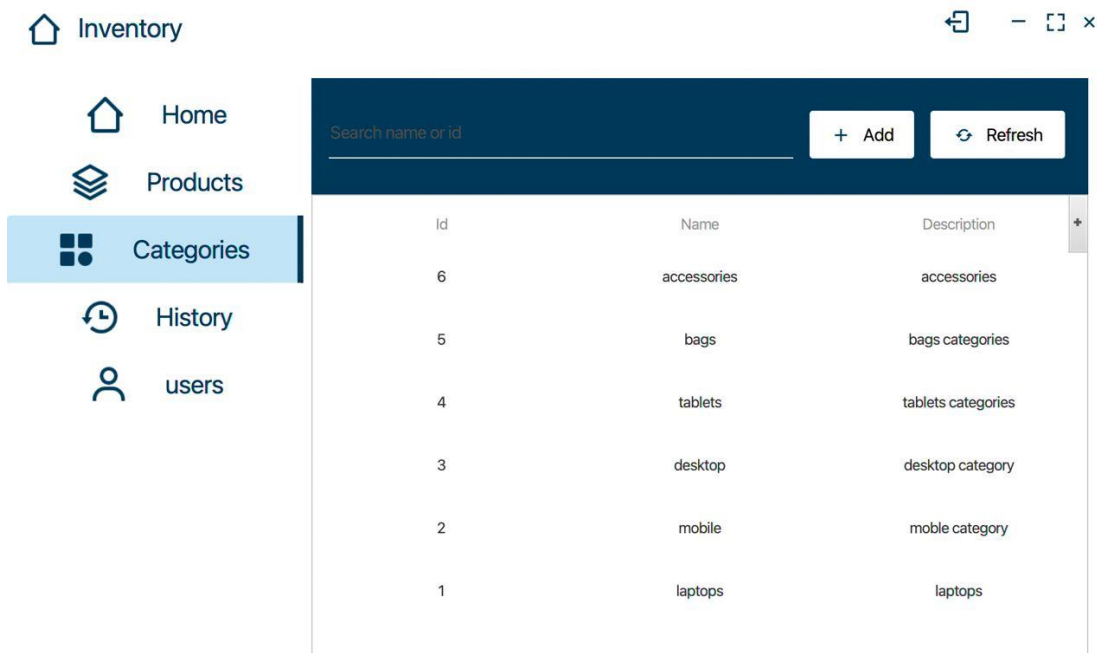 Inventory
Home
Products
Categories
History
users
Search name or id
+ Add
Refresh
Id Name Description +
6 accessories accessories
5 bags bags categories
4 tablets tablets categories
3 desktop desktop category
2 mobile moble category
1 laptops laptops